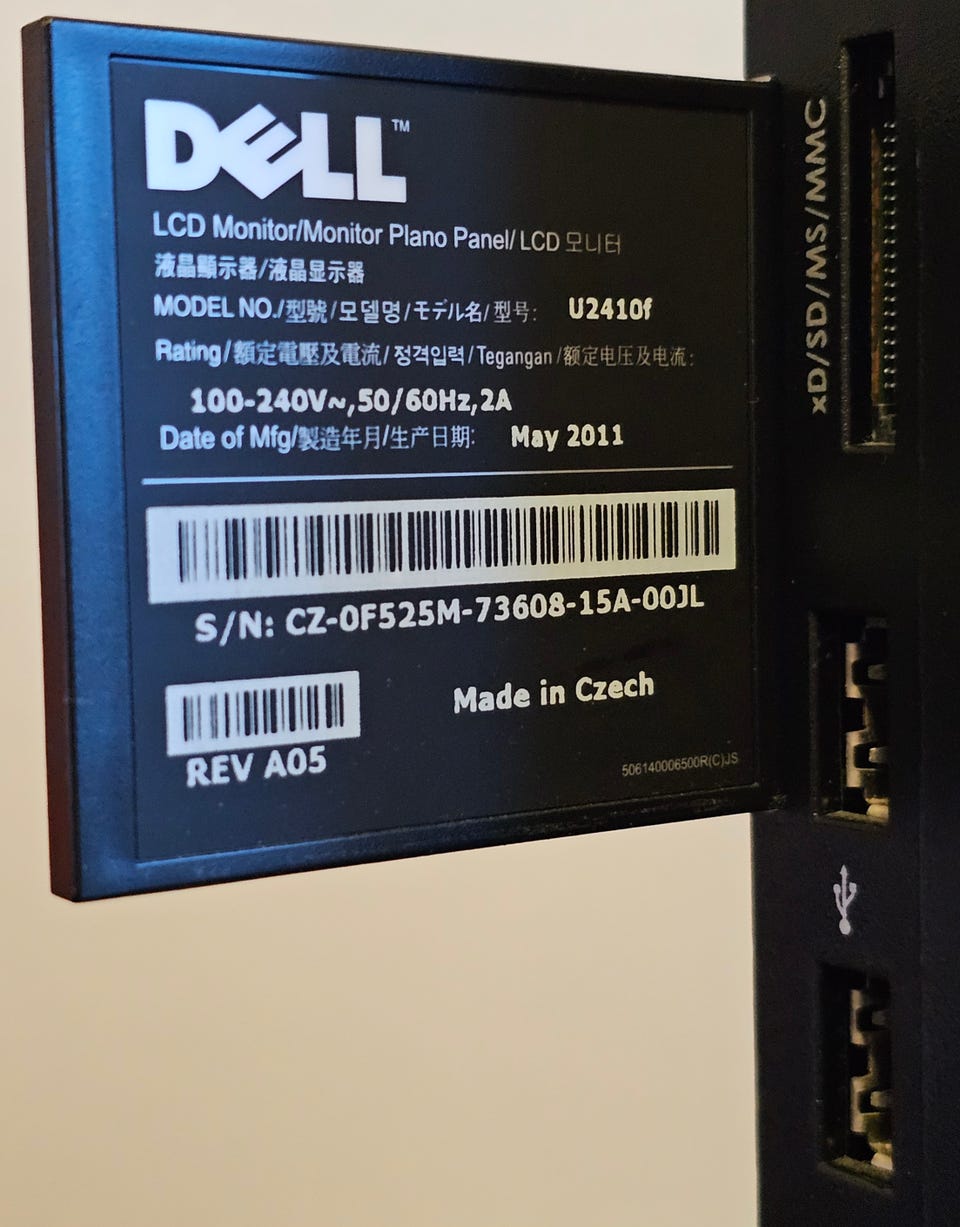 DELL™
LCD Monitor/Monitor Plano Panel/LCD 모니터
液晶顯示器/液晶显示器
MODEL NO./型號/모델명/モデル名/型号: U2410f
Rating/額定電壓及電流/정격입력/Tegangan/额定电压及电流:
100-240V~,50/60Hz,2A
Date of Mfg/製造年月/生产日期: May 2011
S/N: CZ-0F525M-73608-15A-00JL
Made in Czech
REV A05
506140006500R(C)JS
xD/SD/MS/MMC